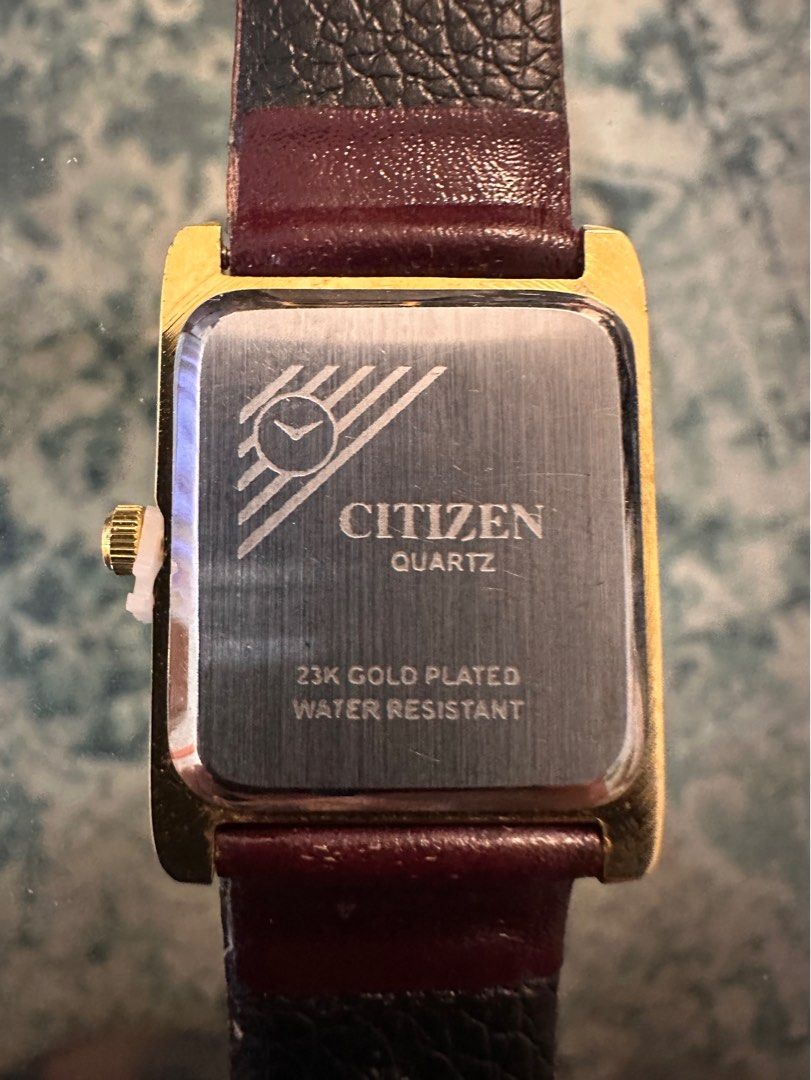 CITIZEN
QUARTZ
23K GOLD PLATED
WATER RESISTANT